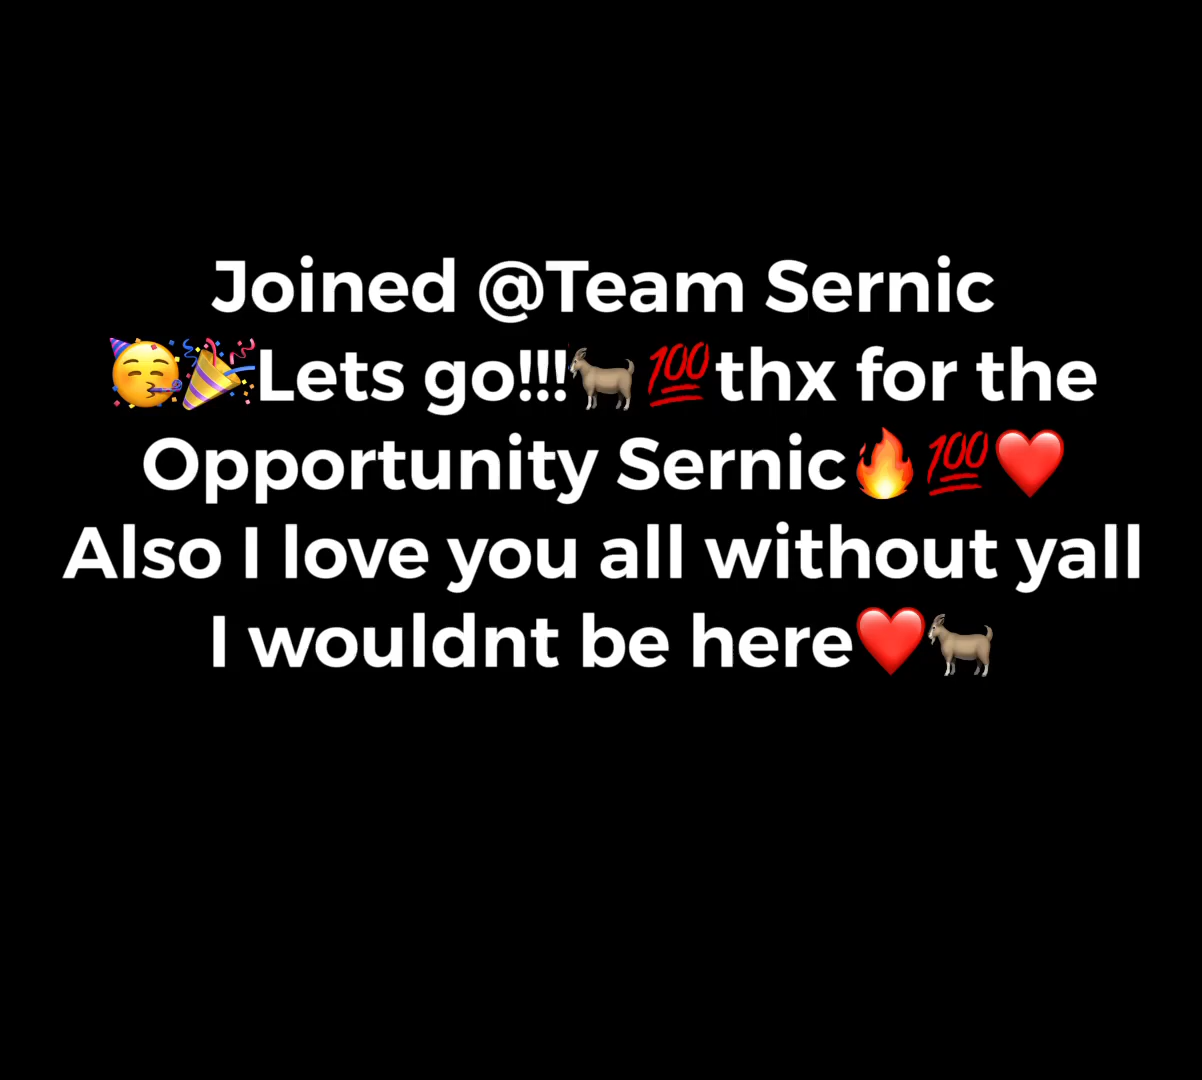 Joined @Team Sernic
🥳🎉Lets go!!!🐐💯thx for the
Opportunity Sernic🔥💯❤️
Also I love you all without yall
I wouldnt be here❤️🐐